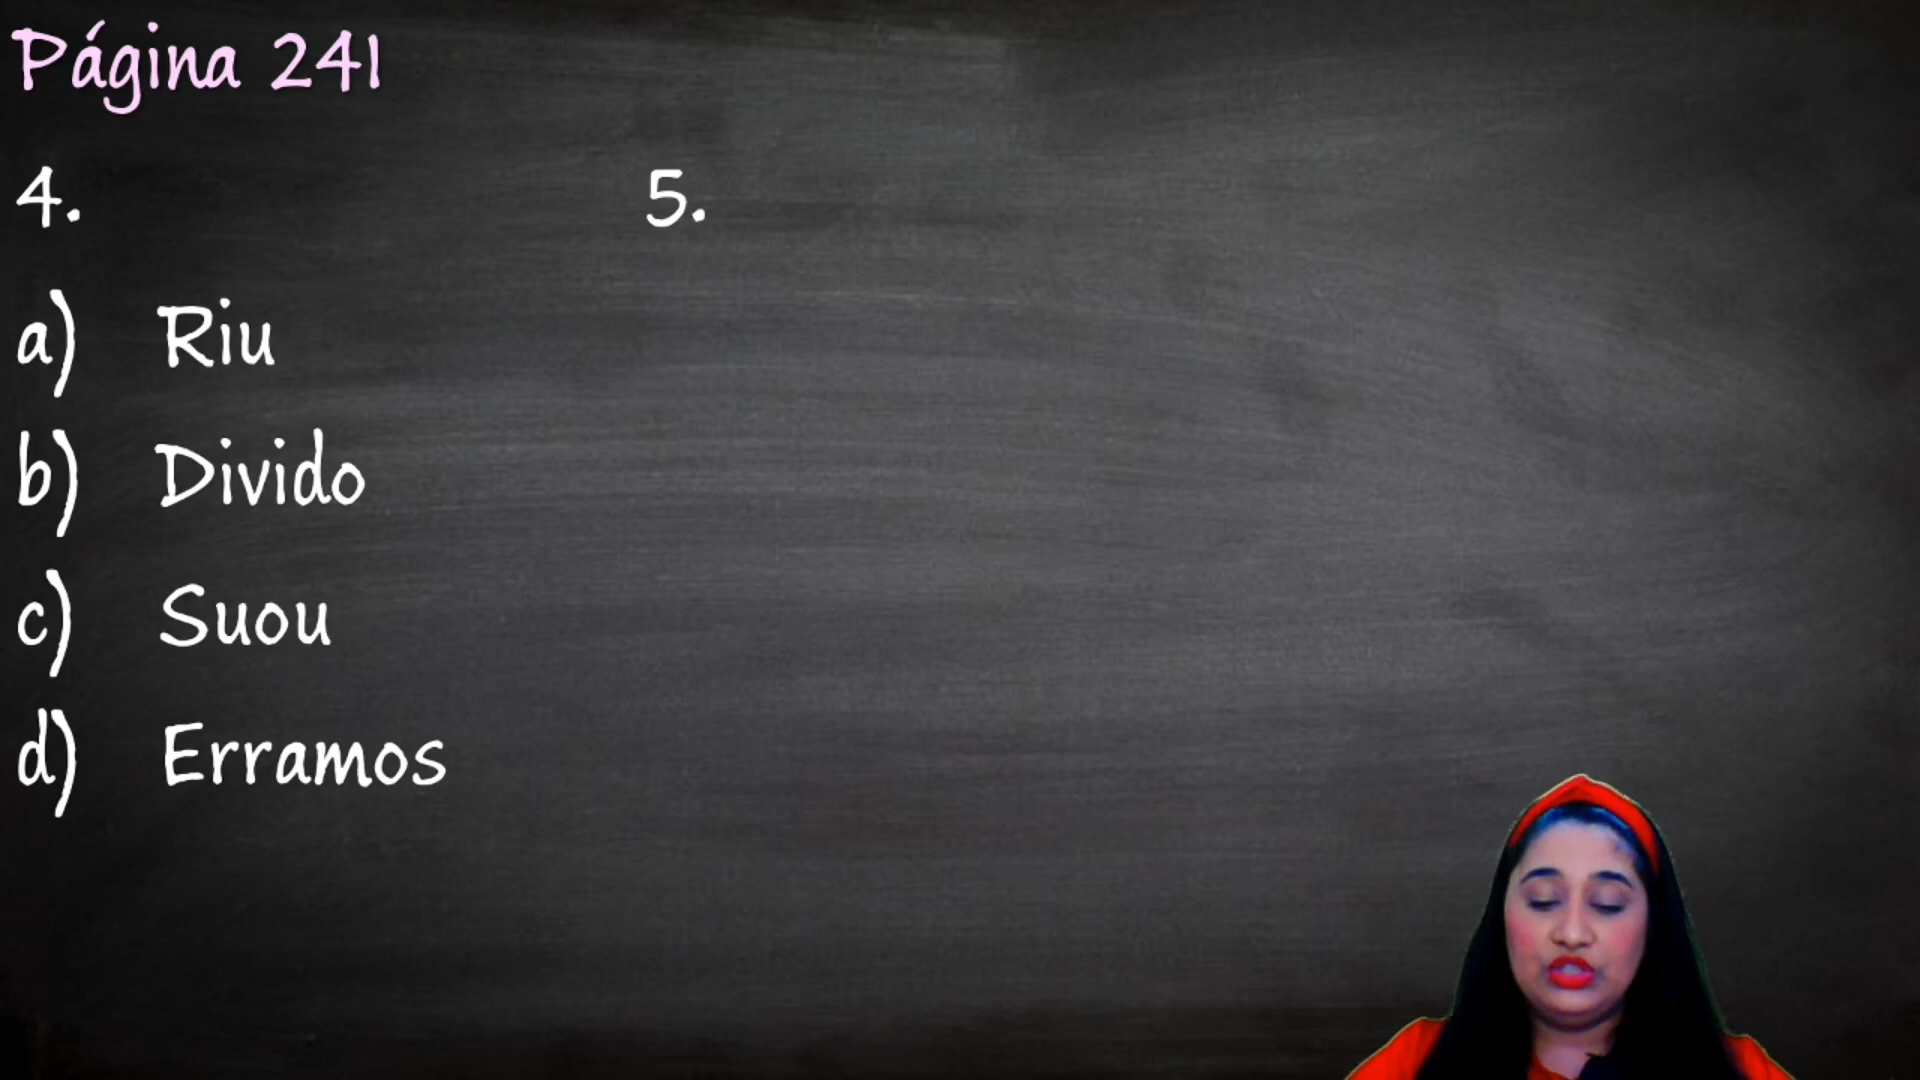 Página 241
4.
a) Riu
b) Divido
c) Suou
d) Erramos
5.